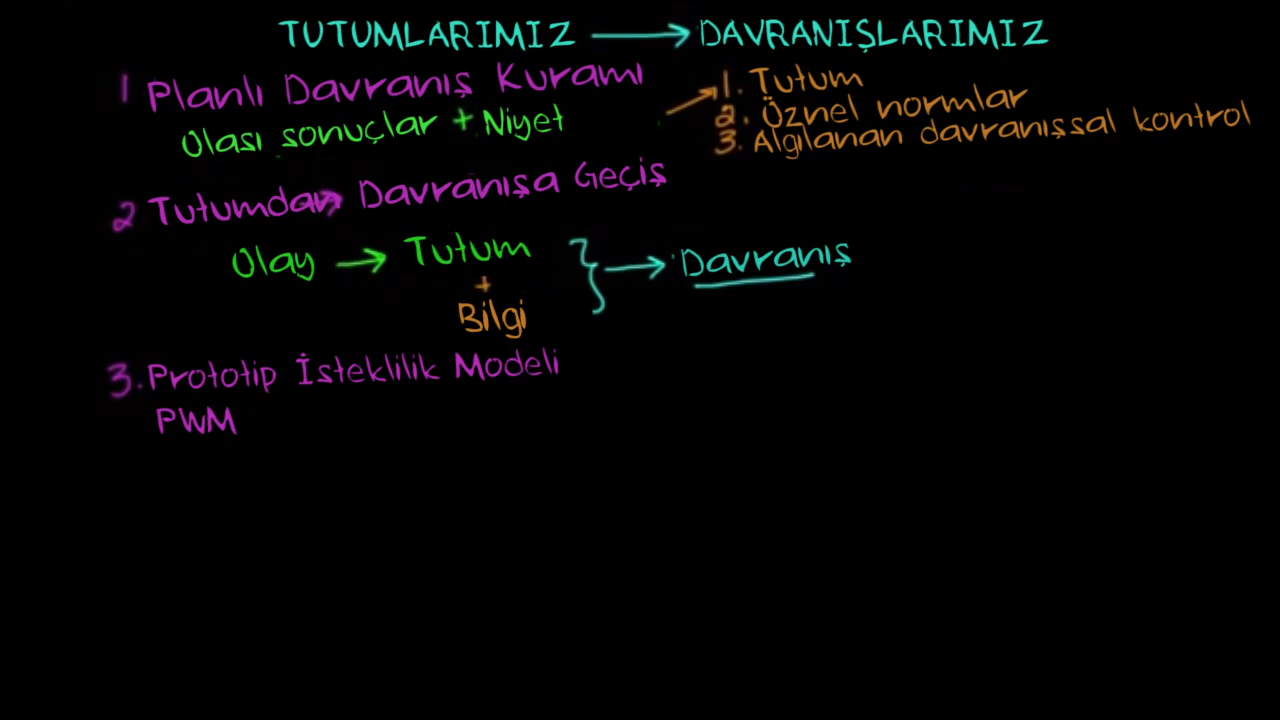 TUTUMLARIMIZ → DAVRANIŞLARIMIZ
1 Planlı Davranış Kuramı
Olası sonuçlar + Niyet
→ 1. Tutum
2. Öznel normlar
3. Algılanan davranışsal kontrol
2 Tutumdan Davranışa Geçiş
Olay → Tutum
+
Bilgi
} → Davranış
3. Prototip İsteklilik Modeli
PWM